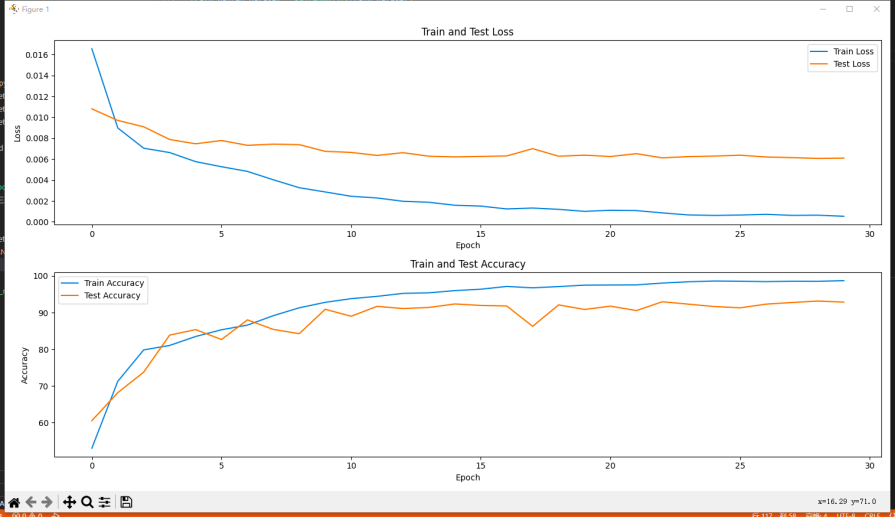 Figure 1
Train and Test Loss
0.016
0.014
0.012
0.010
0.008
0.006
0.004
0.002
0.000
Loss
Train Loss
Test Loss
0 5 10 15 20 25 30
Epoch
Train and Test Accuracy
100
90
80
70
60
Accuracy
Train Accuracy
Test Accuracy
0 5 10 15 20 25 30
Epoch
x=16.29 y=71.0